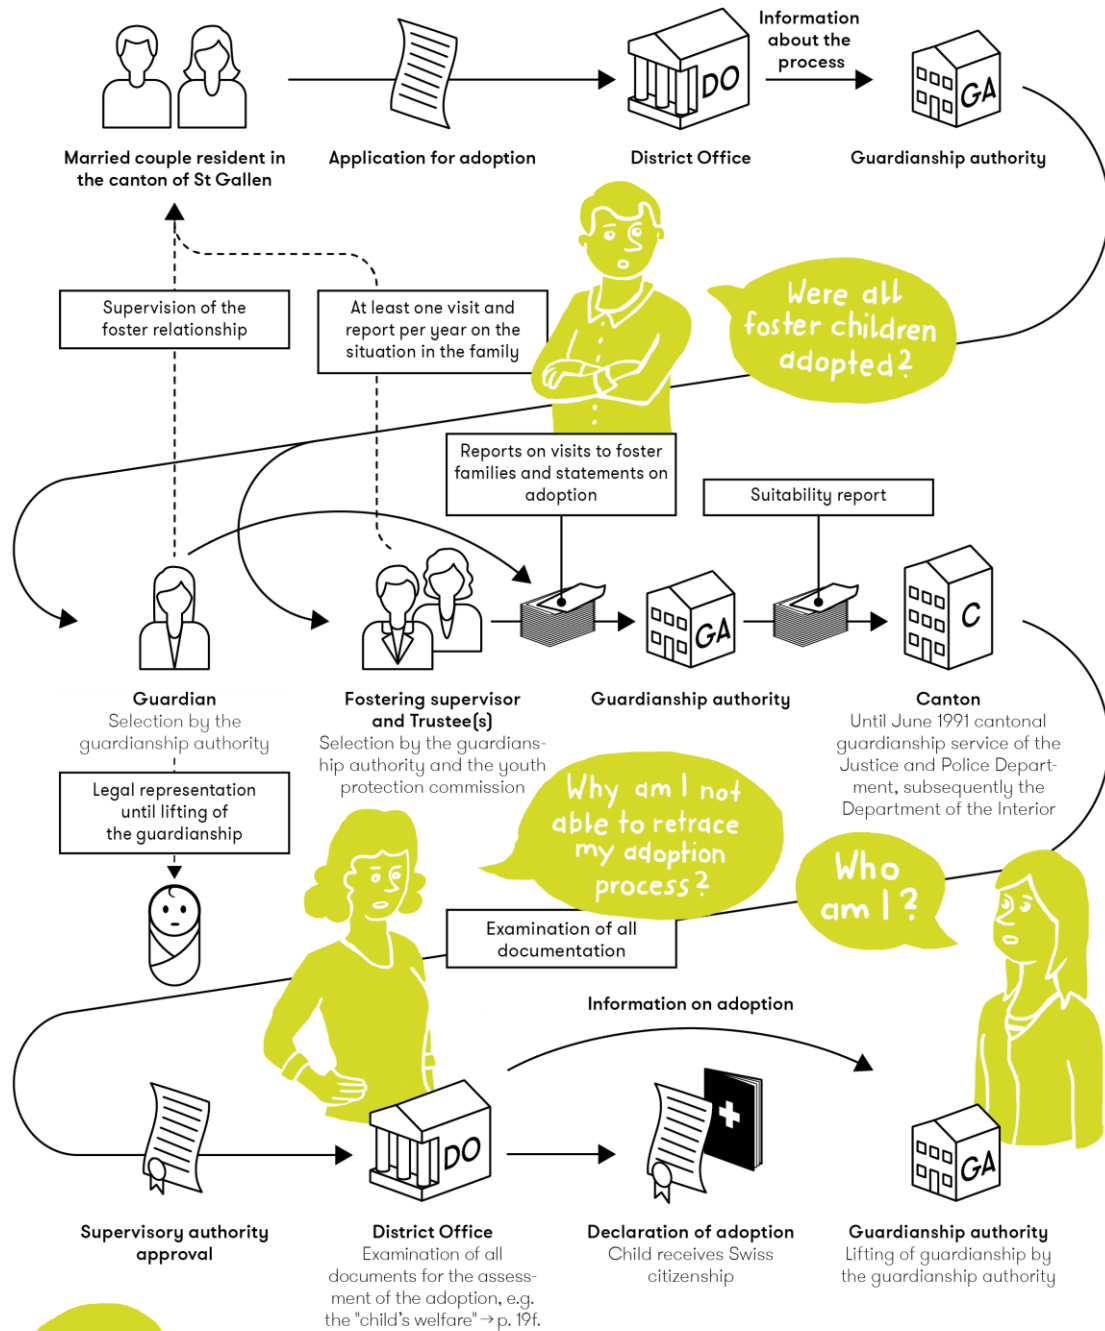 Information
about the
process
DO
GA
Married couple resident in
the canton of St Gallen
Application for adoption
District Office
Guardianship authority
Were all
foster children
adopted?
Supervision of the
foster relationship
At least one visit and
report per year on the
situation in the family
Reports on visits to foster
families and statements on
adoption
Suitability report
GA
C
Guardian
Selection by the
guardianship authority
Fostering supervisor
and Trustee(s)
Selection by the guardians-
ship authority and the youth
protection commission
Guardianship authority
Canton
Until June 1991 cantonal
guardianship service of the
Justice and Police Depart-
ment, subsequently the
Department of the Interior
Legal representation
until lifting of
the guardianship
Why am I not
able to retrace
my adoption
process?
Who
am I?
Examination of all
documentation
Information on adoption
DO
GA
Supervisory authority
approval
District Office
Examination of all
documents for the assess-
ment of the adoption, e.g.
the "child's welfare" → p. 19f.
Declaration of adoption
Child receives Swiss
citizenship
Guardianship authority
Lifting of guardianship by
the guardianship authority